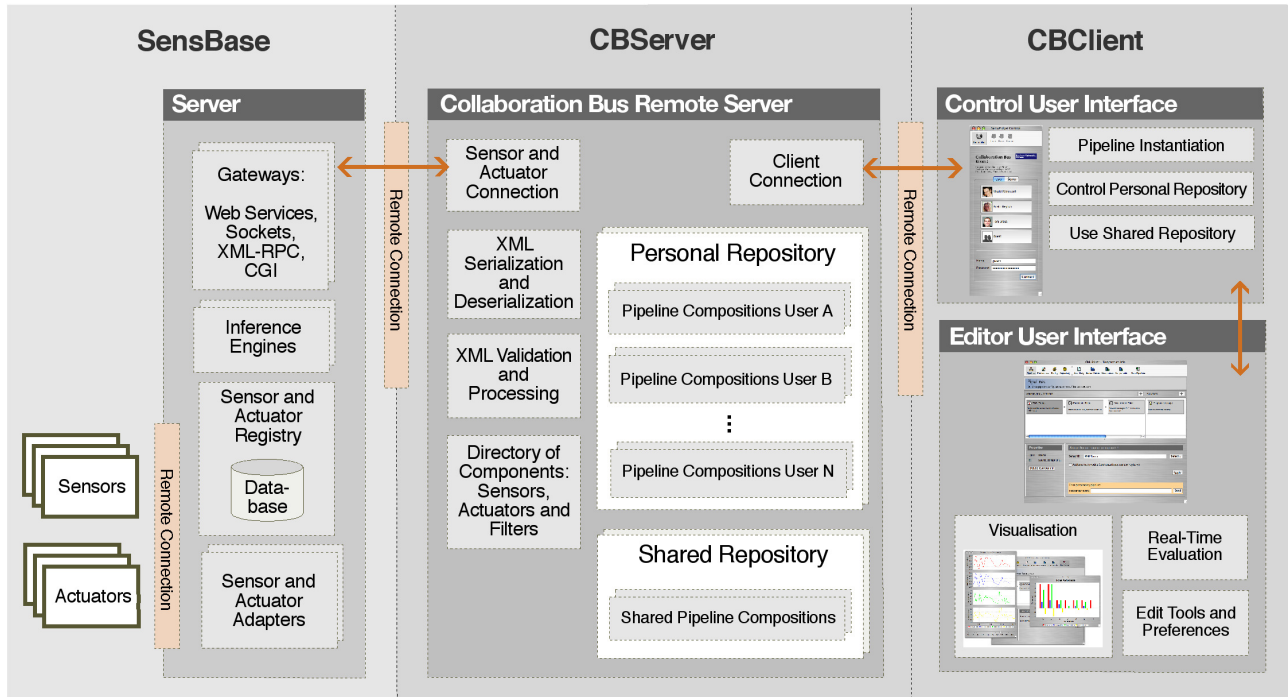 SensBase
CBServer
CBClient
Server
Gateways:
Web Services,
Sockets,
XML-RPC,
CGI
Inference
Engines
Sensor and
Actuator
Registry
Data-
base
Sensor and
Actuator
Adapters
Sensors
Actuators
Remote Connection
Remote Connection
Collaboration Bus Remote Server
Sensor and
Actuator
Connection
XML
Serialization
and
Deserialization
XML Validation
and
Processing
Directory of
Components:
Sensors,
Actuators and
Filters
Client
Connection
Personal Repository
Pipeline Compositions User A
Pipeline Compositions User B
...
Pipeline Compositions User N
Shared Repository
Shared Pipeline Compositions
Remote Connection
Control User Interface
Collaboration Bus
Pipeline Instantiation
Control Personal Repository
Use Shared Repository
Editor User Interface
Visualisation
Real-Time
Evaluation
Edit Tools and
Preferences